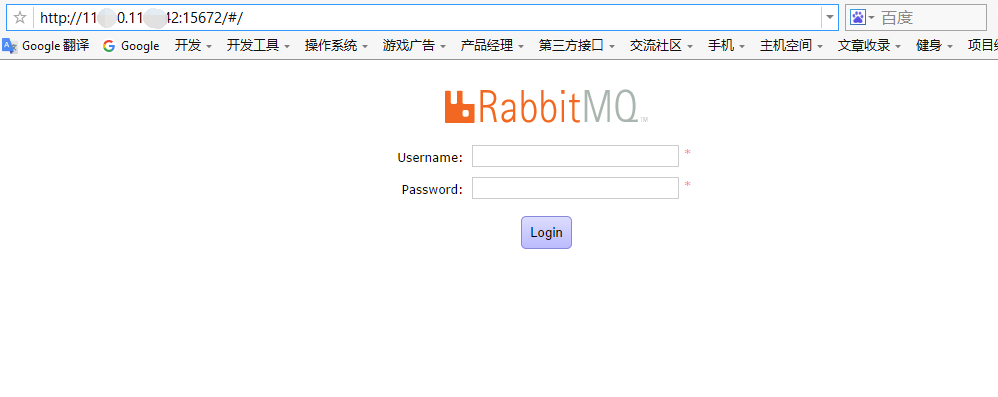 http://11 0.11 42:15672/#/ 百度
Google 翻译 Google 开发 开发工具 操作系统 游戏广告 产品经理 第三方接口 交流社区 手机 主机空间 文章收录 健身
RabbitMQ™
Username: *
Password: *
Login